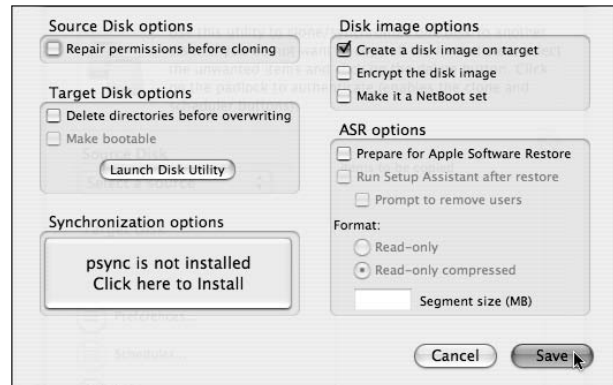 Source Disk options
Repair permissions before cloning
Target Disk options
Delete directories before overwriting
Make bootable
Launch Disk Utility
Synchronization options
psync is not installed
Click here to Install
Disk image options
Create a disk image on target
Encrypt the disk image
Make it a NetBoot set
ASR options
Prepare for Apple Software Restore
Run Setup Assistant after restore
Prompt to remove users
Format:
Read-only
Read-only compressed
Segment size (MB)
Cancel
Save